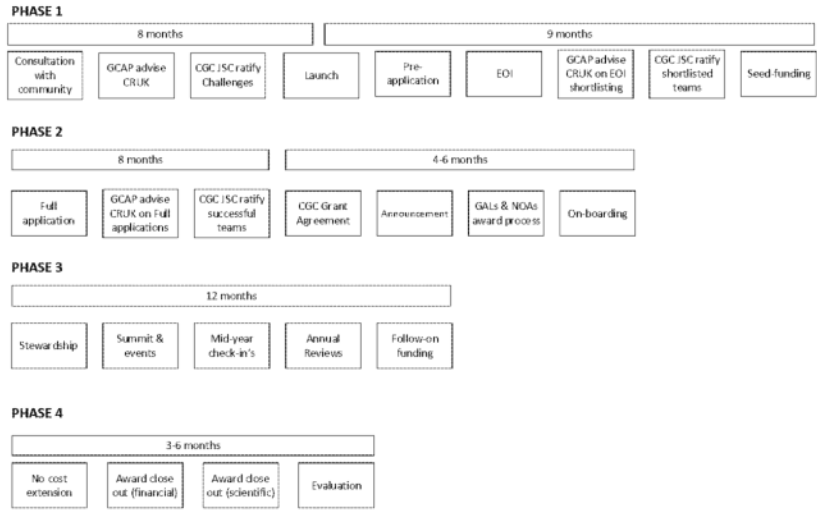 PHASE 1
8 months
9 months
Consultation
with
community
GCAP advise
CRUK
CGC JSC ratify
Challenges
Launch
Pre-
application
EOI
GCAP advise
CRUK on EOI
shortlisting
CGC JSC ratify
shortlisted
teams
Seed-funding
PHASE 2
8 months
4-6 months
Full
application
GCAP advise
CRUK on Full
applications
CGC JSC ratify
successful
teams
CGC Grant
Agreement
Announcement
GALs & NOAs
award process
On-boarding
PHASE 3
12 months
Stewardship
Summit &
events
Mid-year
check-in's
Annual
Reviews
Follow-on
funding
PHASE 4
3-6 months
No cost
extension
Award close
out (financial)
Award close
out (scientific)
Evaluation